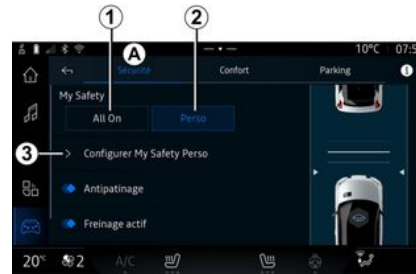 1
2
A
10°C 07:5
Sécurité Confort Parking
My Safety
All On Perso
3
Configurer My Safety Perso
Antipatinage
Freinage actif
20°C 2 A/C